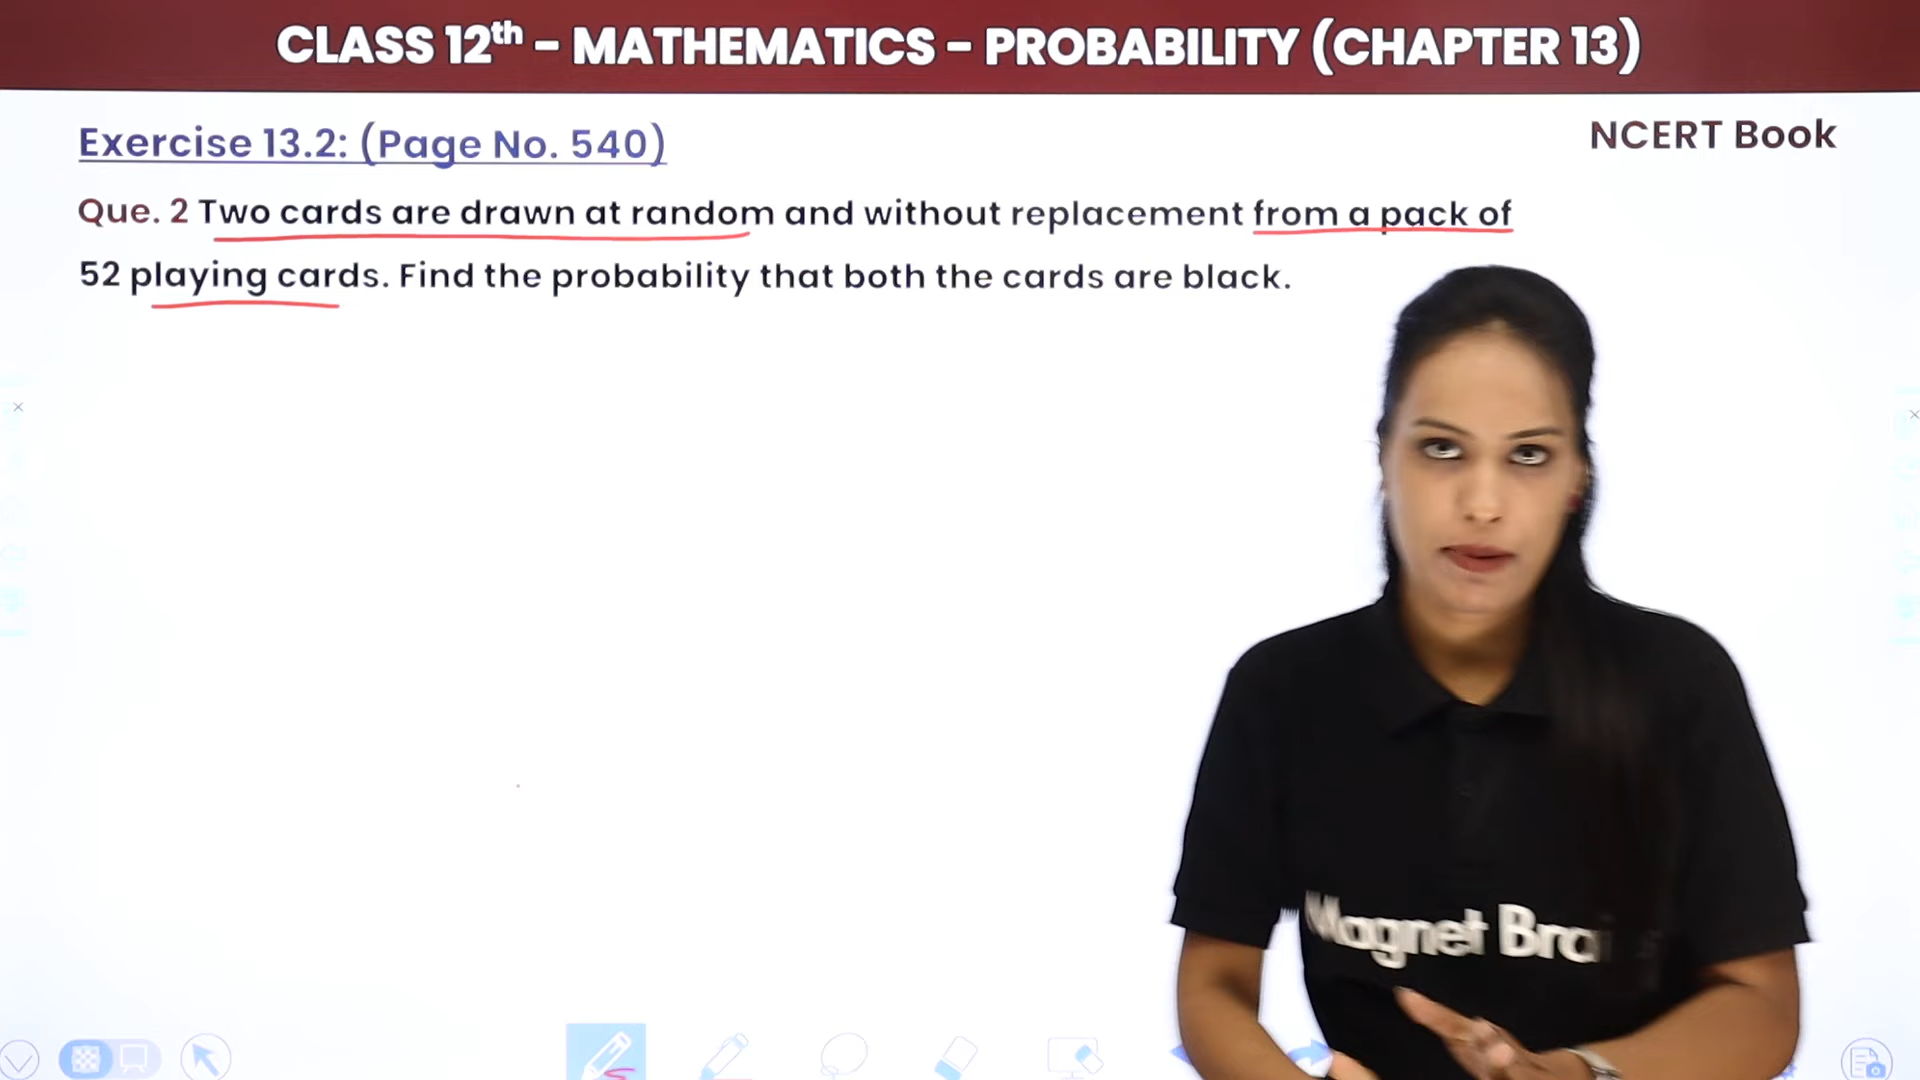 CLASS 12th – MATHEMATICS – PROBABILITY (CHAPTER 13)
Exercise 13.2: (Page No. 540)
NCERT Book
Que. 2 Two cards are drawn at random and without replacement from a pack of
52 playing cards. Find the probability that both the cards are black.
Magnet Brai